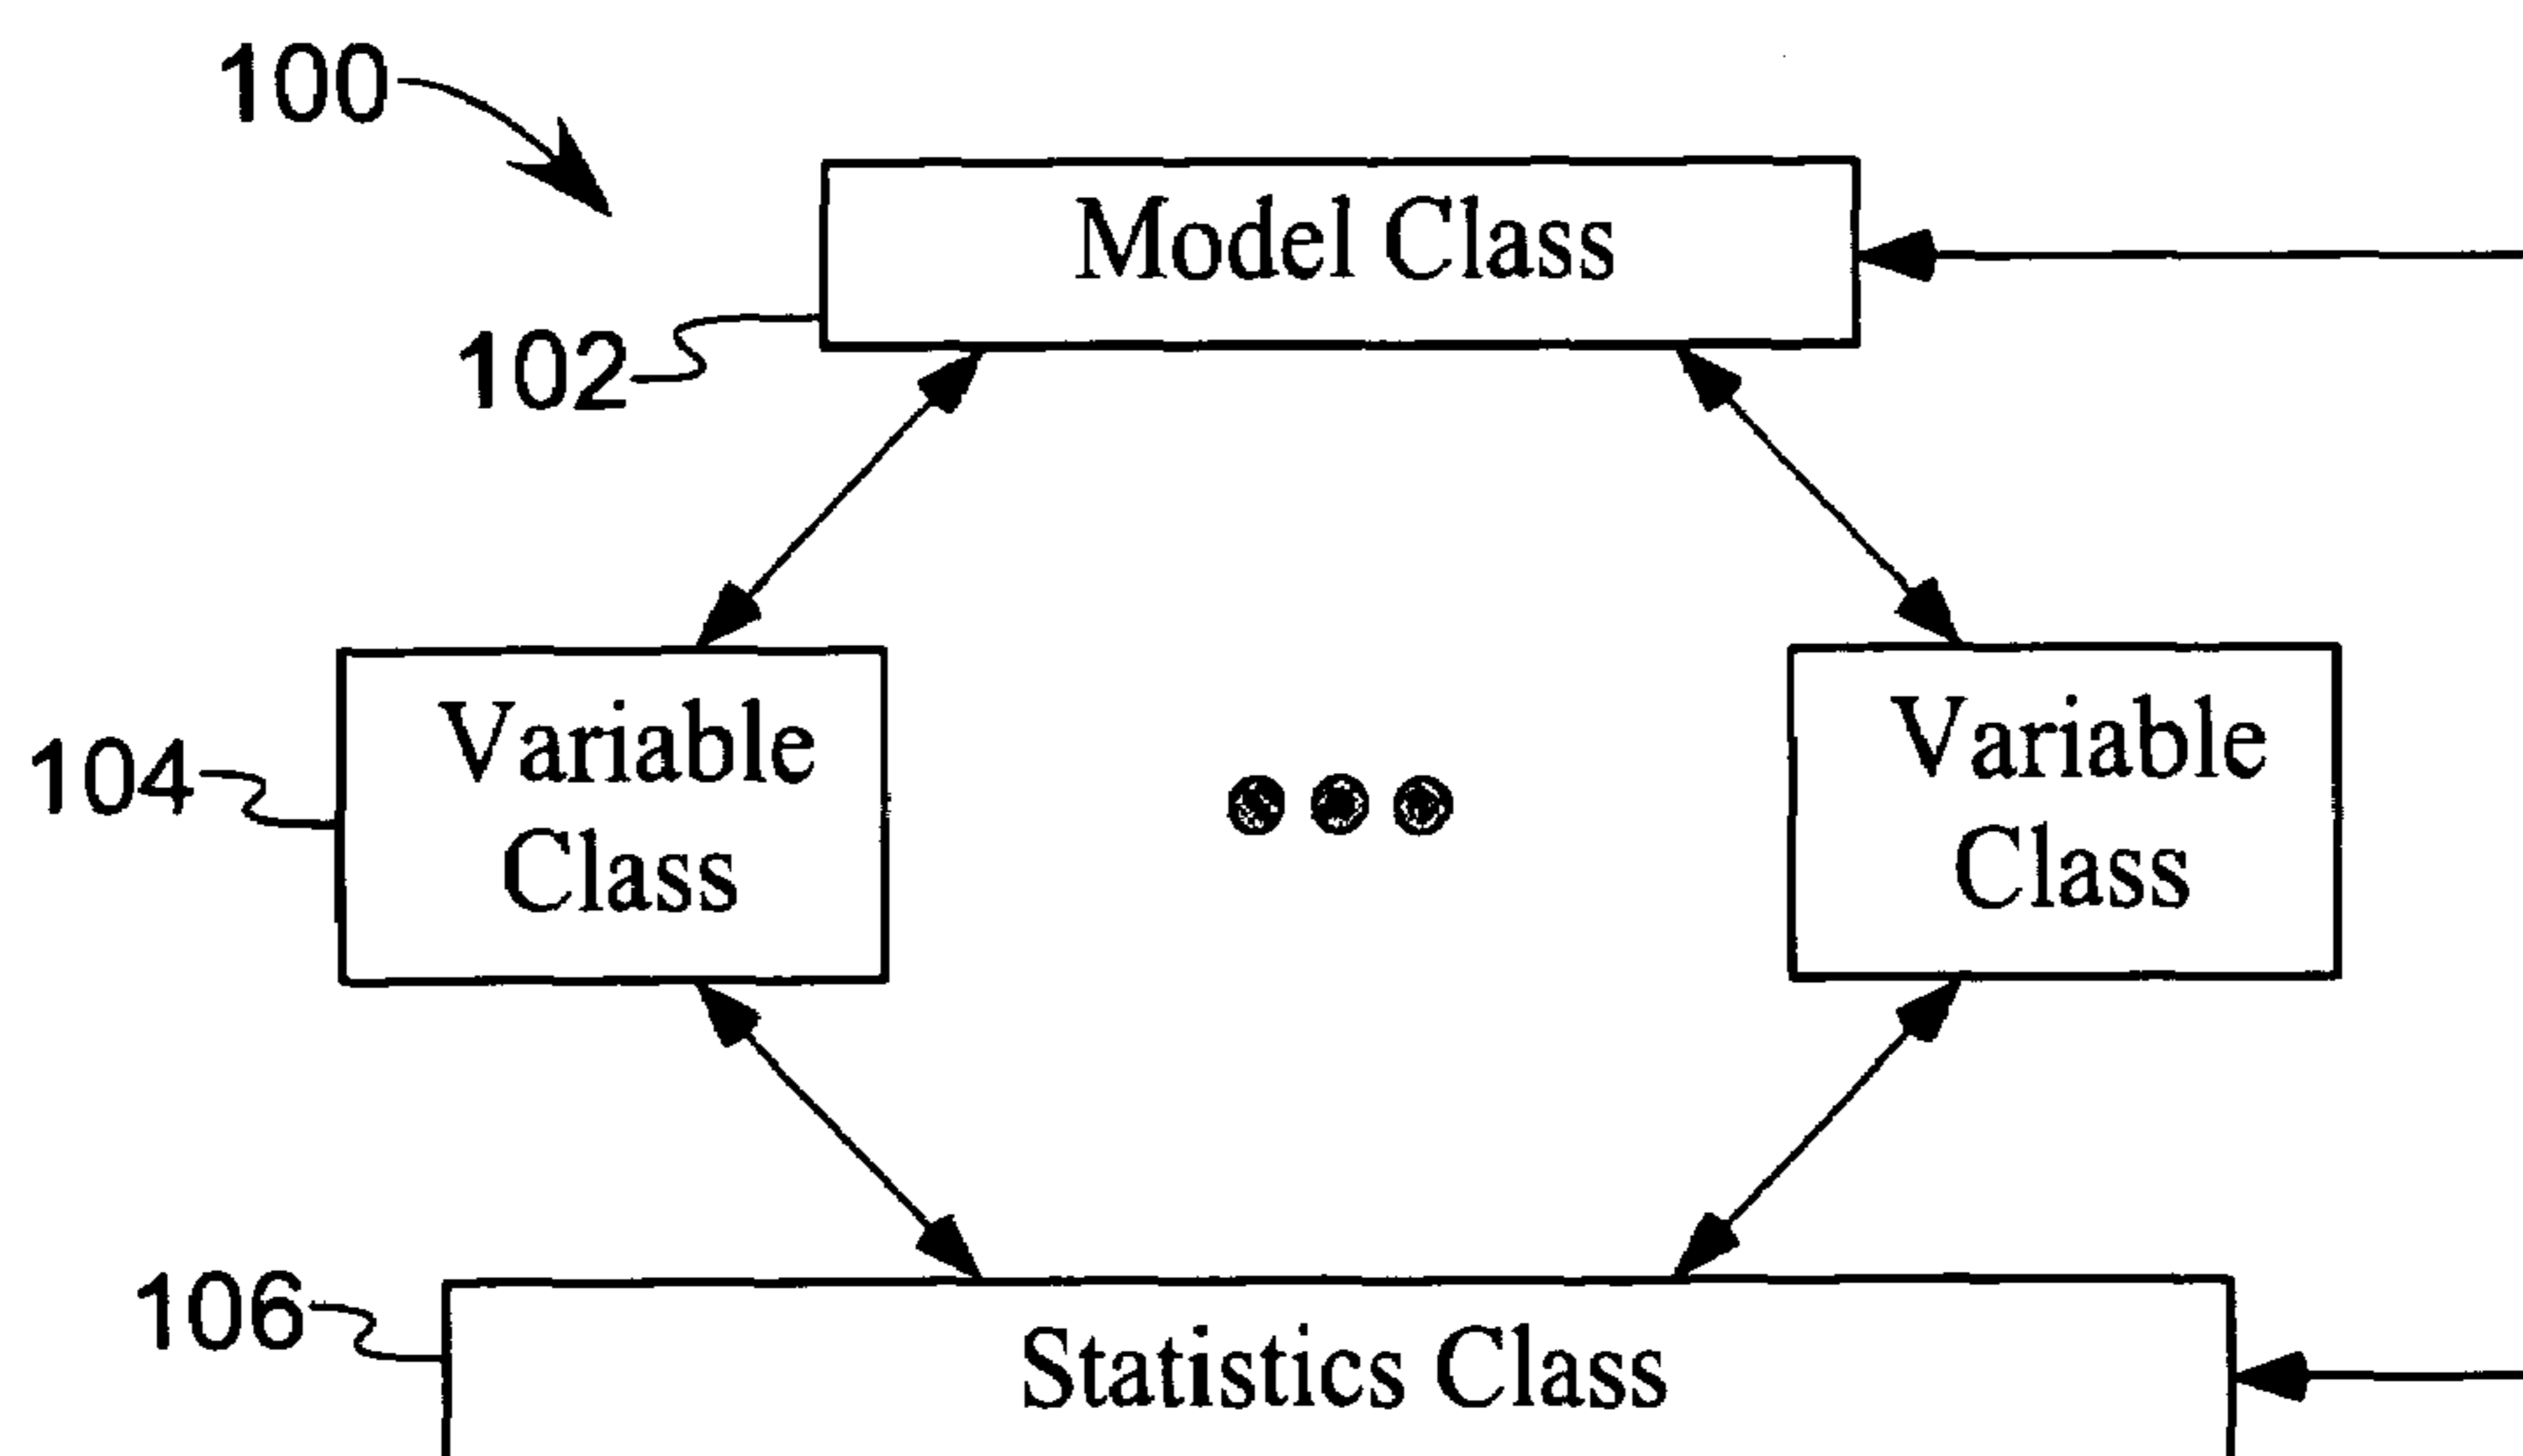 100
Model Class
102
Variable
Class
Variable
Class
104
106
Statistics Class